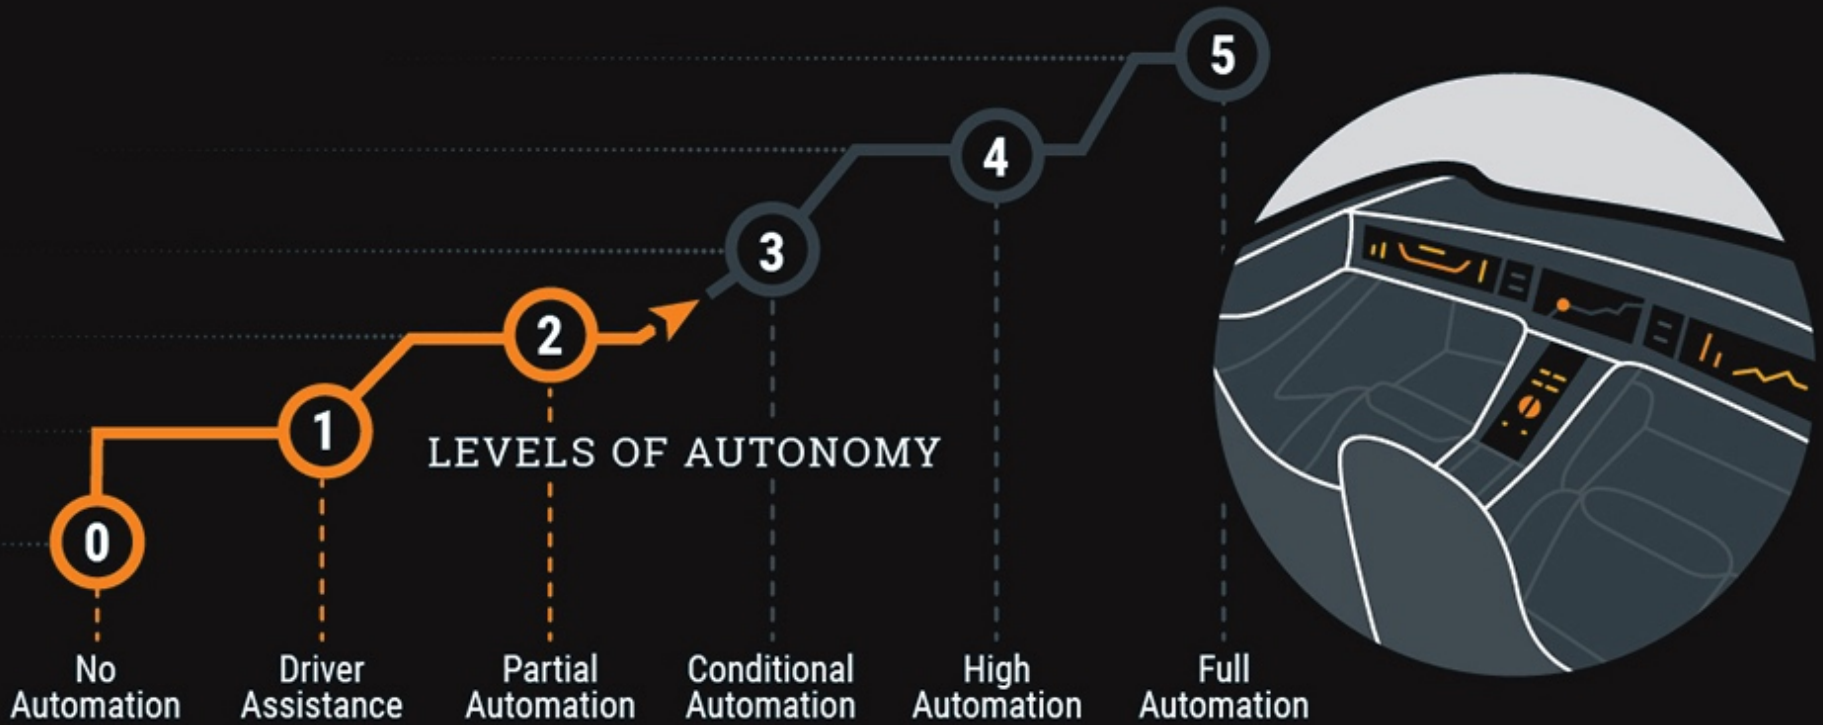 5
4
3
2
1
LEVELS OF AUTONOMY
0
No
Automation
Driver
Assistance
Partial
Automation
Conditional
Automation
High
Automation
Full
Automation